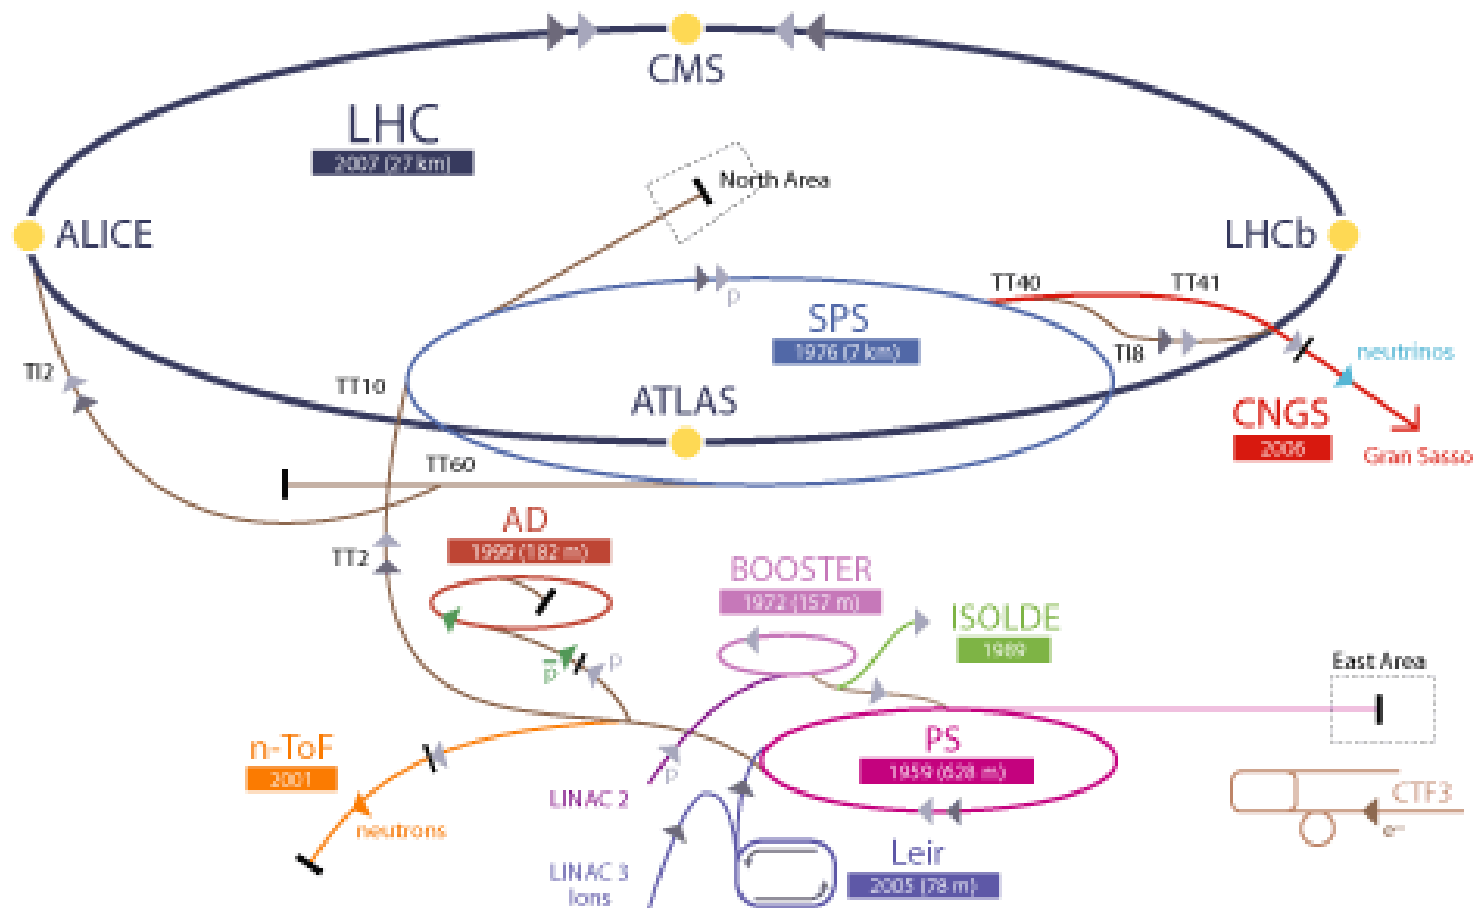 CMS
LHC
2007 (27 km)
North Area
ALICE
LHCb
TT40
TT41
p
SPS
1976 (7 km)
TI8
neutrinos
TI2
TT10
ATLAS
CNGS
2006
Gran Sasso
TT60
AD
1999 (182 m)
TT2
BOOSTER
1972 (157 m)
ISOLDE
1989
East Area
p̅
p
n-ToF
2001
PS
1959 (628 m)
p
LINAC 2
CTF3
e-
neutrons
LINAC 3
Ions
Leir
2005 (78 m)